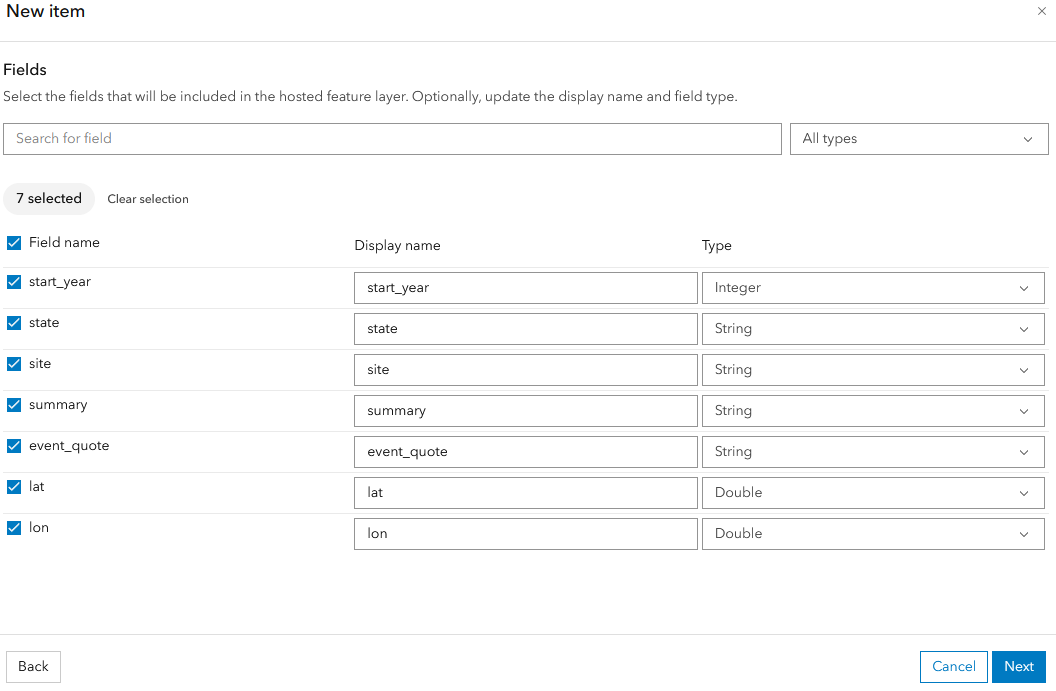 New item
Fields
Select the fields that will be included in the hosted feature layer. Optionally, update the display name and field type.
Search for field
All types
7 selected Clear selection
Field name Display name Type
start_year start_year Integer
state state String
site site String
summary summary String
event_quote event_quote String
lat lat Double
lon lon Double
Back Cancel Next